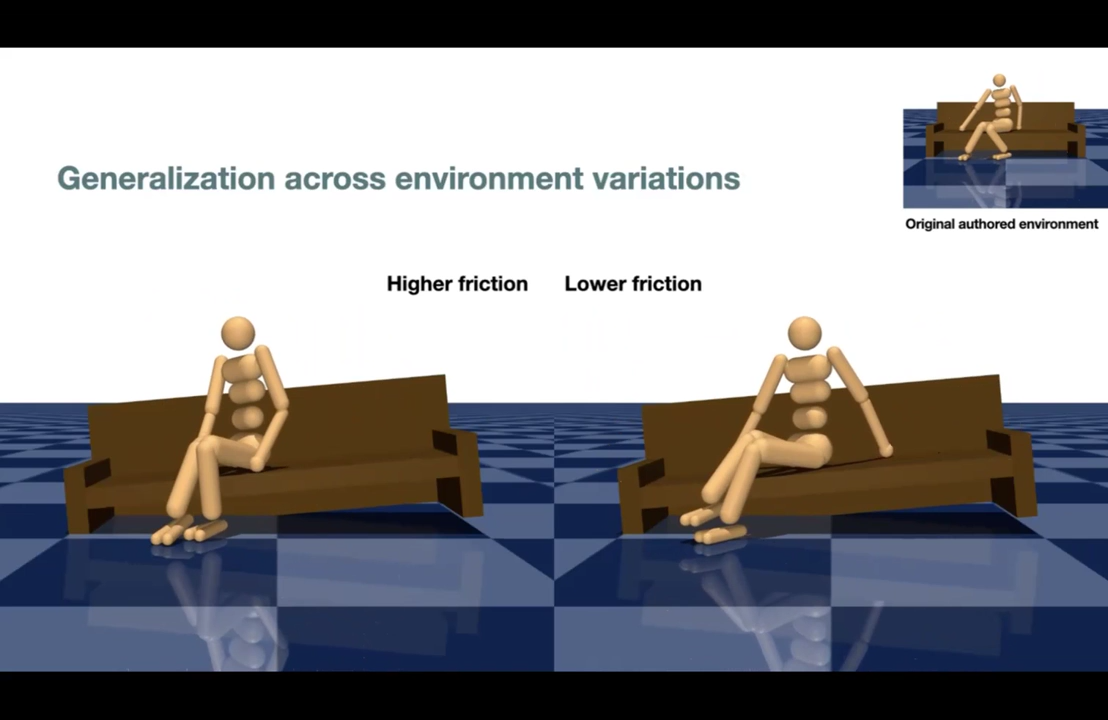 Generalization across environment variations
Original authored environment
Higher friction
Lower friction